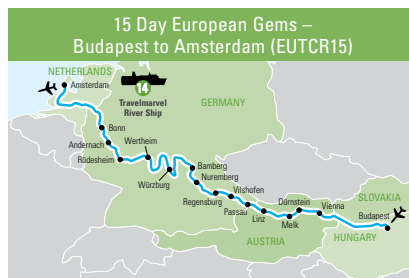 15 Day European Gems –
Budapest to Amsterdam (EUTCR15)
NETHERLANDS
Amsterdam
14
Travelmarvel
River Ship
GERMANY
Bonn
Andernach
Wertheim
Rüdesheim
Bamberg
Nuremberg
Würzburg
Vilshofen
Regensburg
Passau
Dürnstein
Vienna
SLOVAKIA
Linz
Melk
Budapest
AUSTRIA
HUNGARY